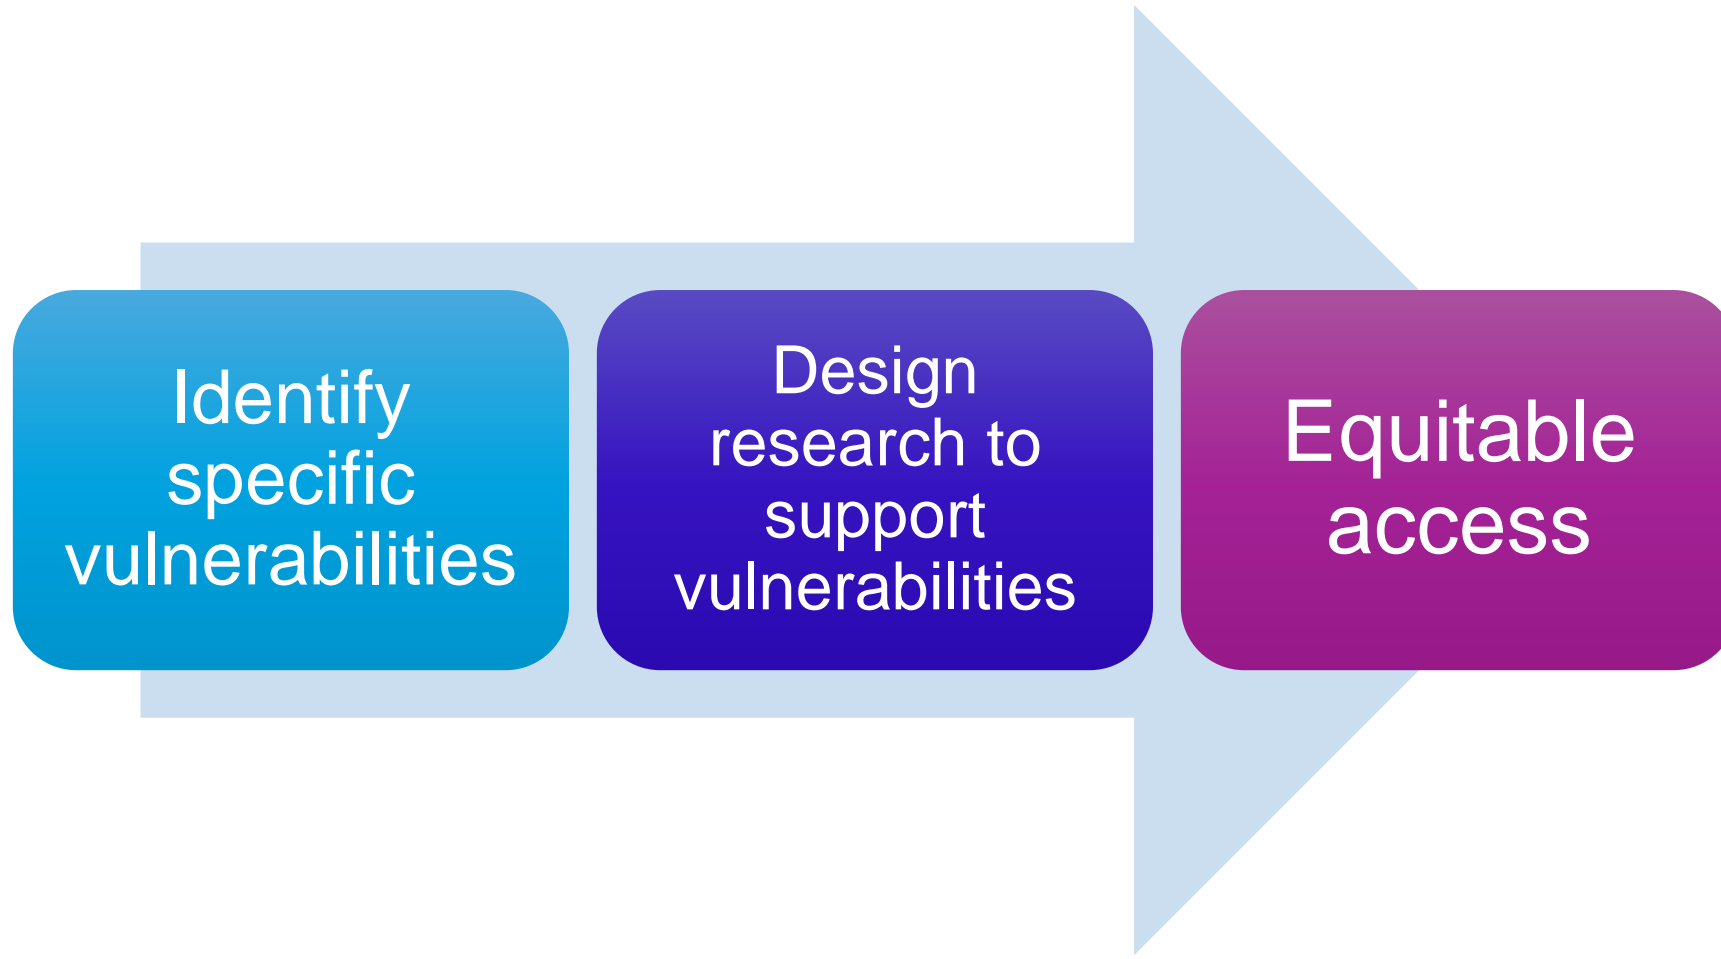 Identify
specific
vulnerabilities
Design
research to
support
vulnerabilities
Equitable
access